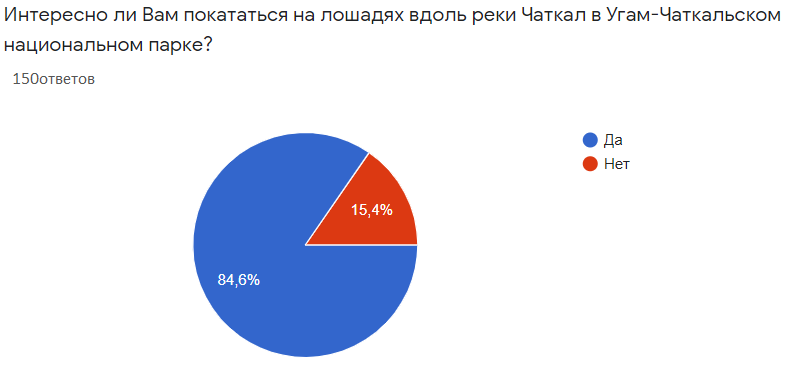 Интересно ли Вам покататься на лошадях вдоль реки Чаткал в Угам-Чаткальском
национальном парке?
150ответов
Да
Нет
15,4%
84,6%